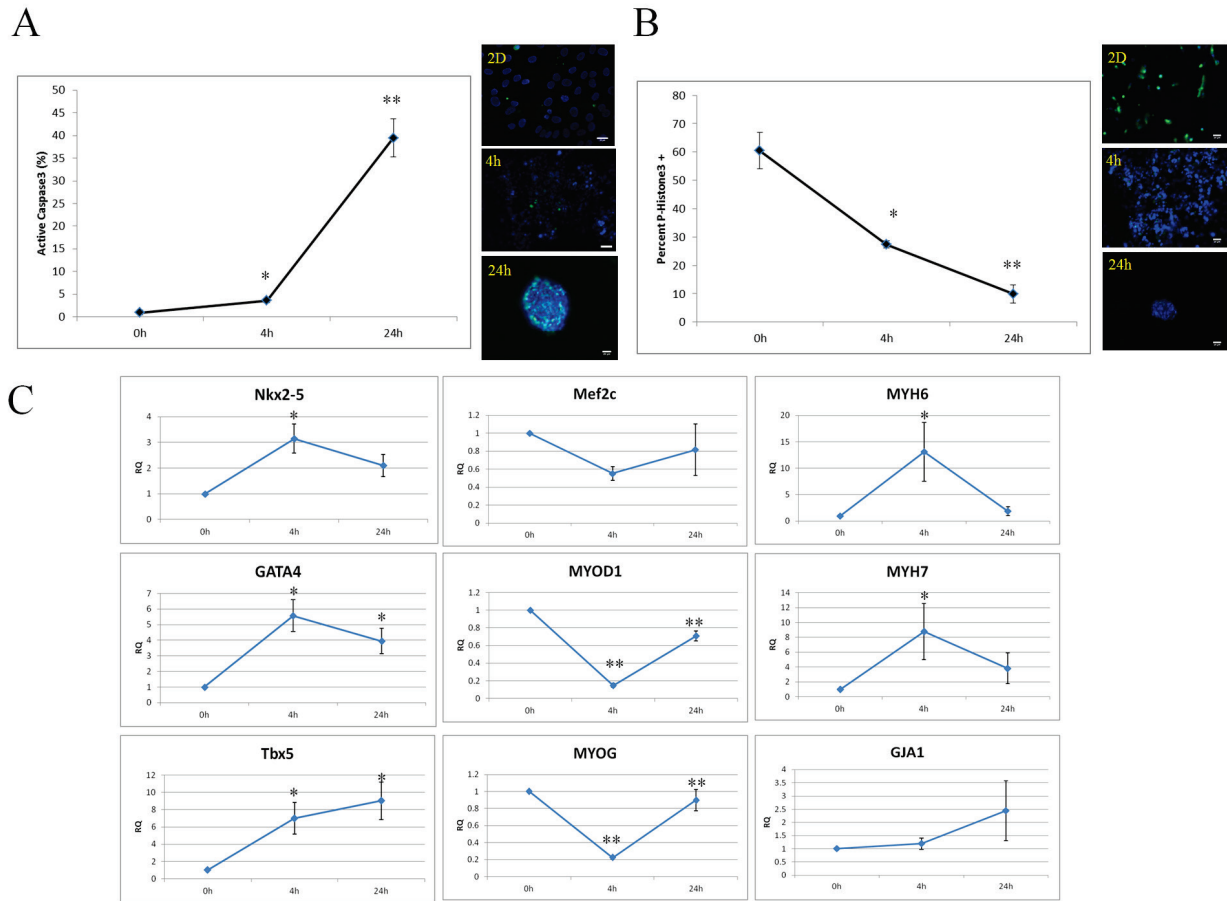 A
B
Active Caspase3 (%)
50
45
40
35
30
25
20
15
10
5
0
*
**
0h
4h
24h
2D
4h
24h
Percent P-Histone3 +
80
70
60
50
40
30
20
10
0
*
**
0h
4h
24h
2D
4h
24h
C
Nkx2-5
RQ
4
3
2
1
0
*
0h
4h
24h
Mef2c
RQ
1.2
1
0.8
0.6
0.4
0.2
0
0h
4h
24h
MYH6
RQ
20
15
10
5
0
*
0h
4h
24h
GATA4
RQ
7
6
5
4
3
2
1
0
*
*
0h
4h
24h
MYOD1
RQ
1.2
1
0.8
0.6
0.4
0.2
0
**
**
0h
4h
24h
MYH7
RQ
14
12
10
8
6
4
2
0
*
0h
4h
24h
Tbx5
RQ
12
10
8
6
4
2
0
*
*
0h
4h
24h
MYOG
RQ
1.2
1
0.8
0.6
0.4
0.2
0
**
**
0h
4h
24h
GJA1
RQ
4
3.5
3
2.5
2
1.5
1
0.5
0
0h
4h
24h